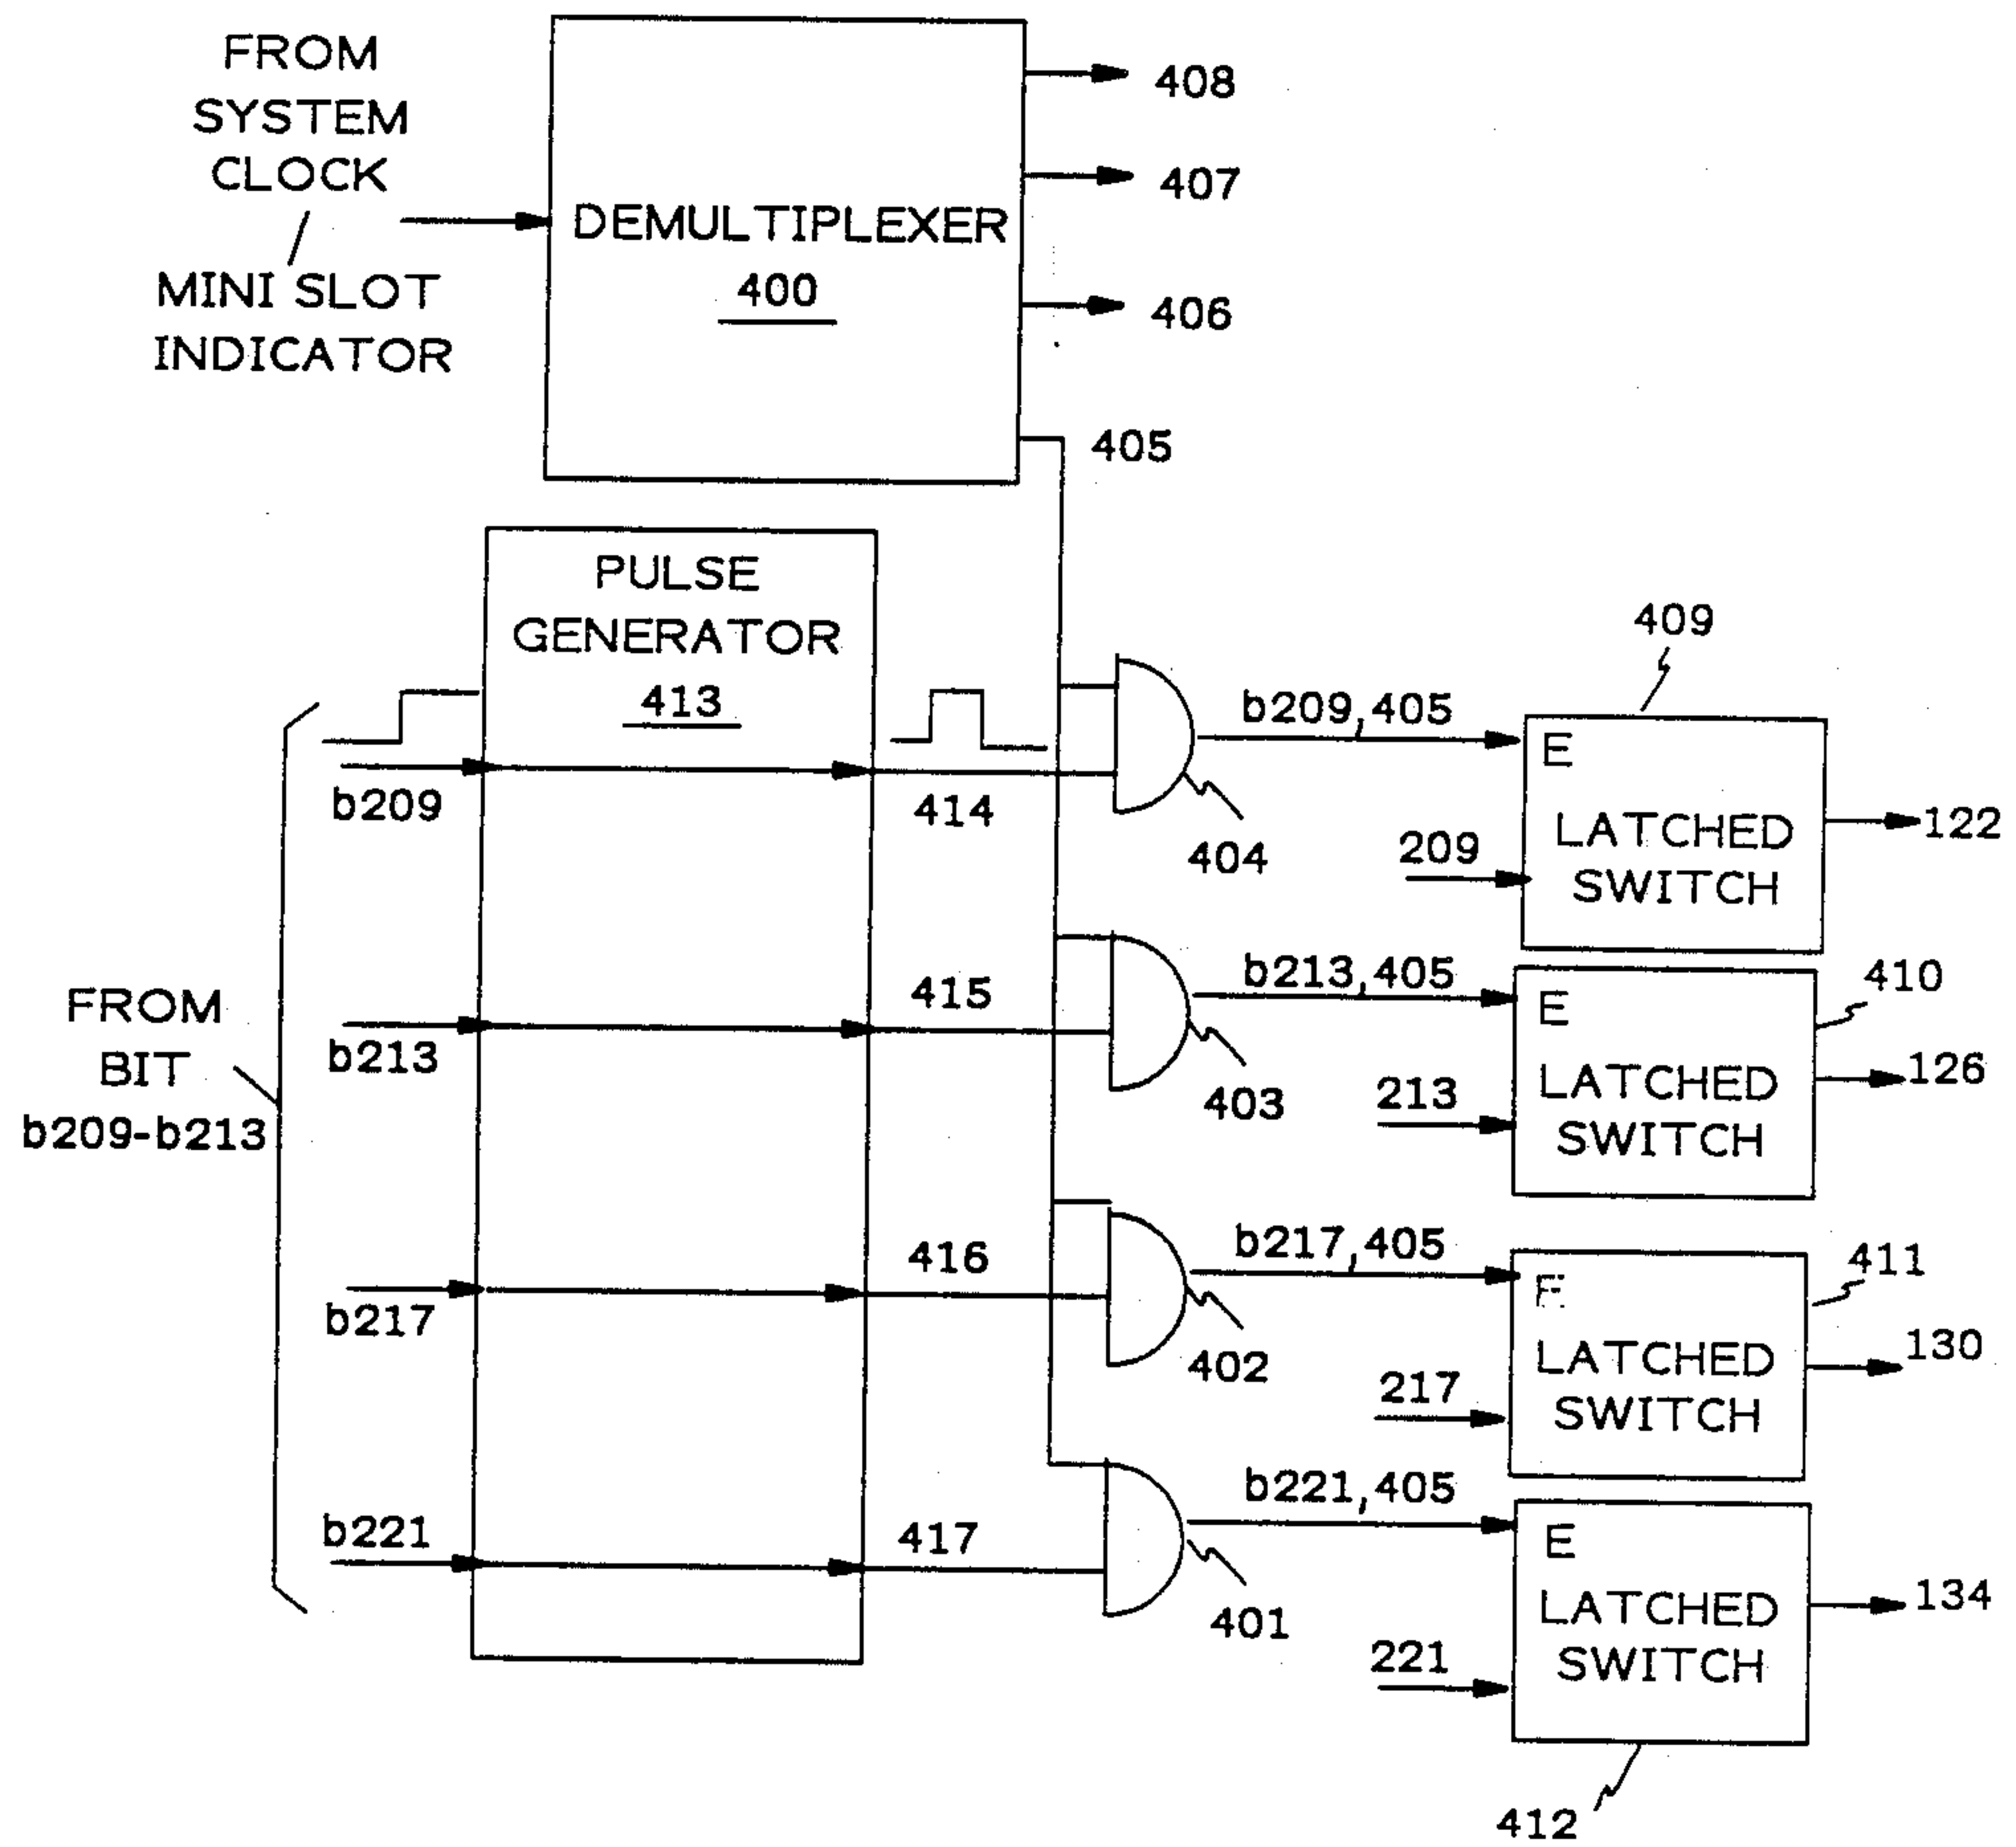 FROM
SYSTEM
CLOCK
MINI SLOT
INDICATOR
DEMULTIPLEXER
400
408
407
406
405
PULSE
GENERATOR
413
FROM
BIT
b209-b213
b209
b213
b217
b221
414
415
416
417
404
403
402
401
b209,405
409
E
LATCHED
SWITCH
209
122
b213,405
410
E
LATCHED
SWITCH
213
126
b217,405
411
E
LATCHED
SWITCH
217
130
b221,405
E
LATCHED
SWITCH
221
134
412